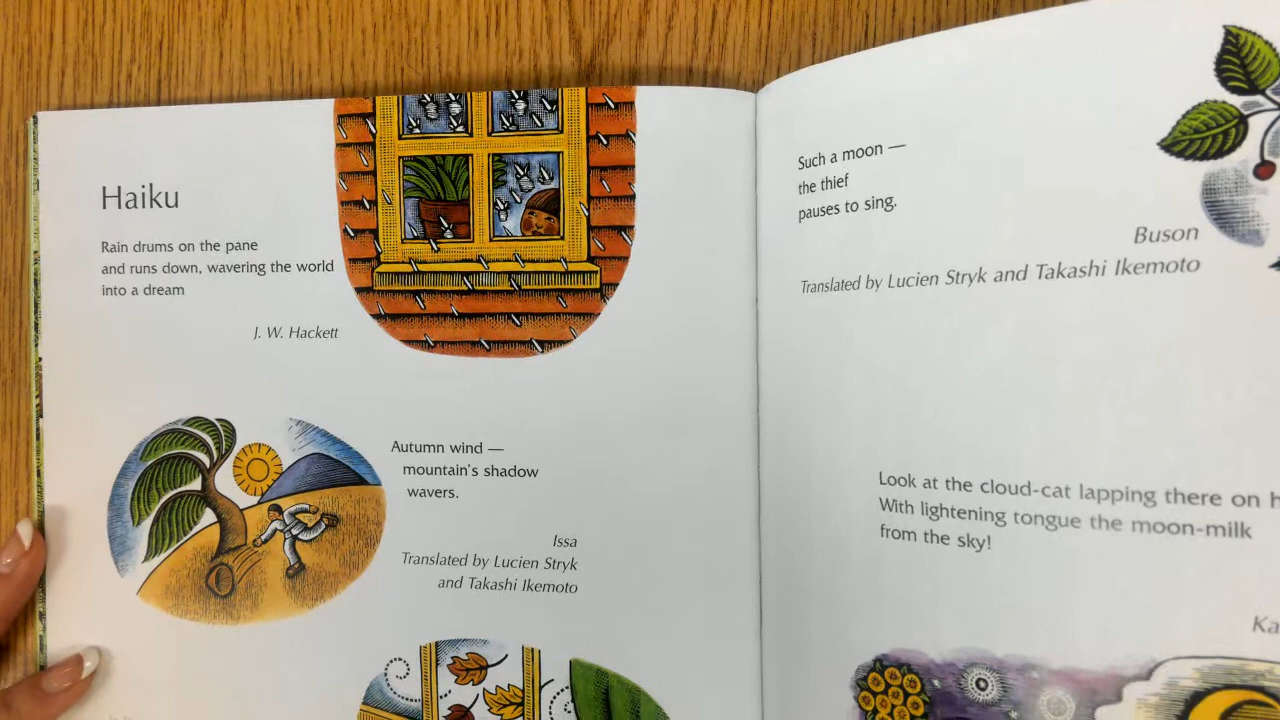 Haiku
Rain drums on the pane
and runs down, wavering the world
into a dream
J. W. Hackett
Autumn wind —
mountain's shadow
wavers.
Issa
Translated by Lucien Stryk
and Takashi Ikemoto
Such a moon —
the thief
pauses to sing.
Buson
Translated by Lucien Stryk and Takashi Ikemoto
Look at the cloud-cat lapping there on
With lightening tongue the moon-milk
from the sky!